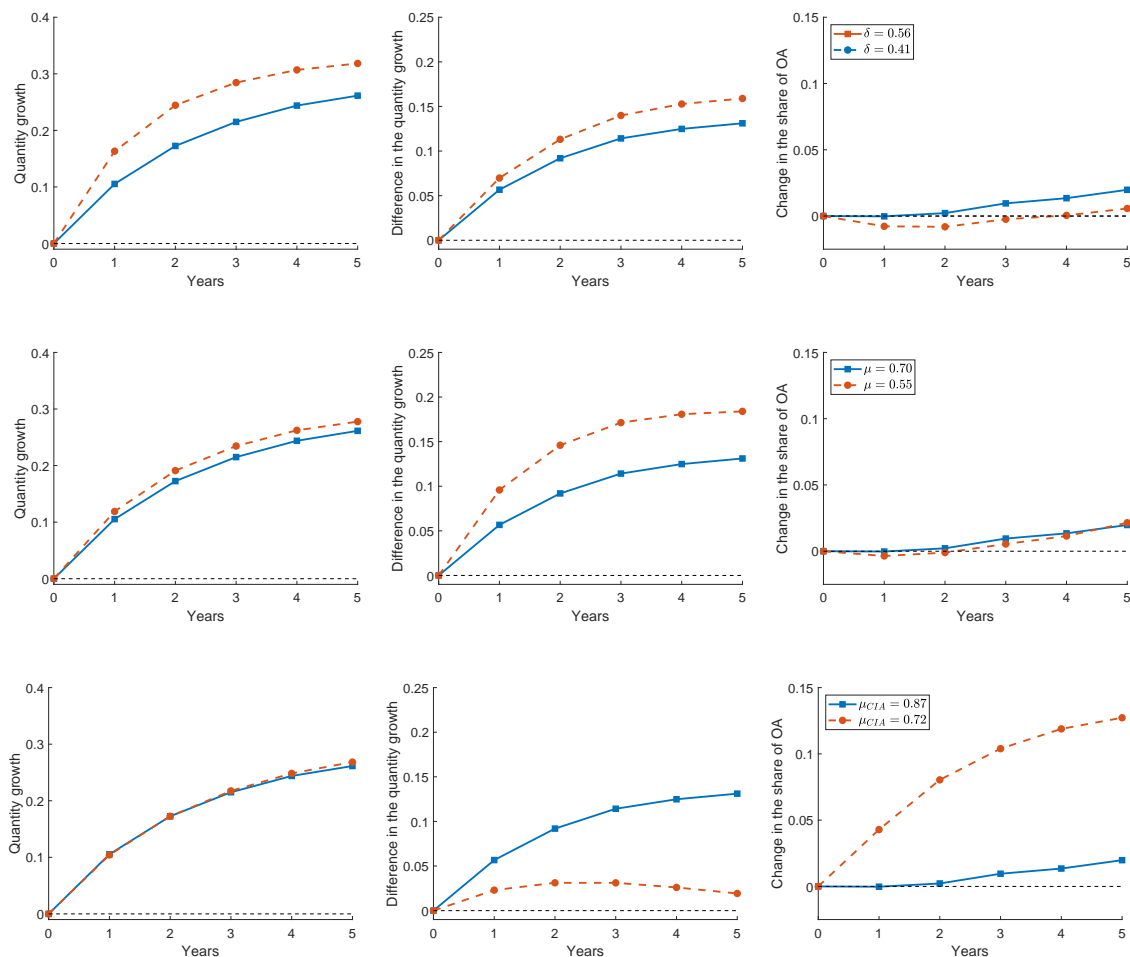 Quantity growth
0.4
0.3
0.2
0.1
0
0 1 2 3 4 5
Years
Difference in the quantity growth
0.25
0.2
0.15
0.1
0.05
0
0 1 2 3 4 5
Years
Change in the share of OA
0.15
0.1
0.05
0
0 1 2 3 4 5
Years
δ = 0.56
δ = 0.41
Quantity growth
0.4
0.3
0.2
0.1
0
0 1 2 3 4 5
Years
Difference in the quantity growth
0.25
0.2
0.15
0.1
0.05
0
0 1 2 3 4 5
Years
Change in the share of OA
0.15
0.1
0.05
0
0 1 2 3 4 5
Years
μ = 0.70
μ = 0.55
Quantity growth
0.4
0.3
0.2
0.1
0
0 1 2 3 4 5
Years
Difference in the quantity growth
0.25
0.2
0.15
0.1
0.05
0
0 1 2 3 4 5
Years
Change in the share of OA
0.15
0.1
0.05
0
0 1 2 3 4 5
Years
μ_CIA = 0.87
μ_CIA = 0.72